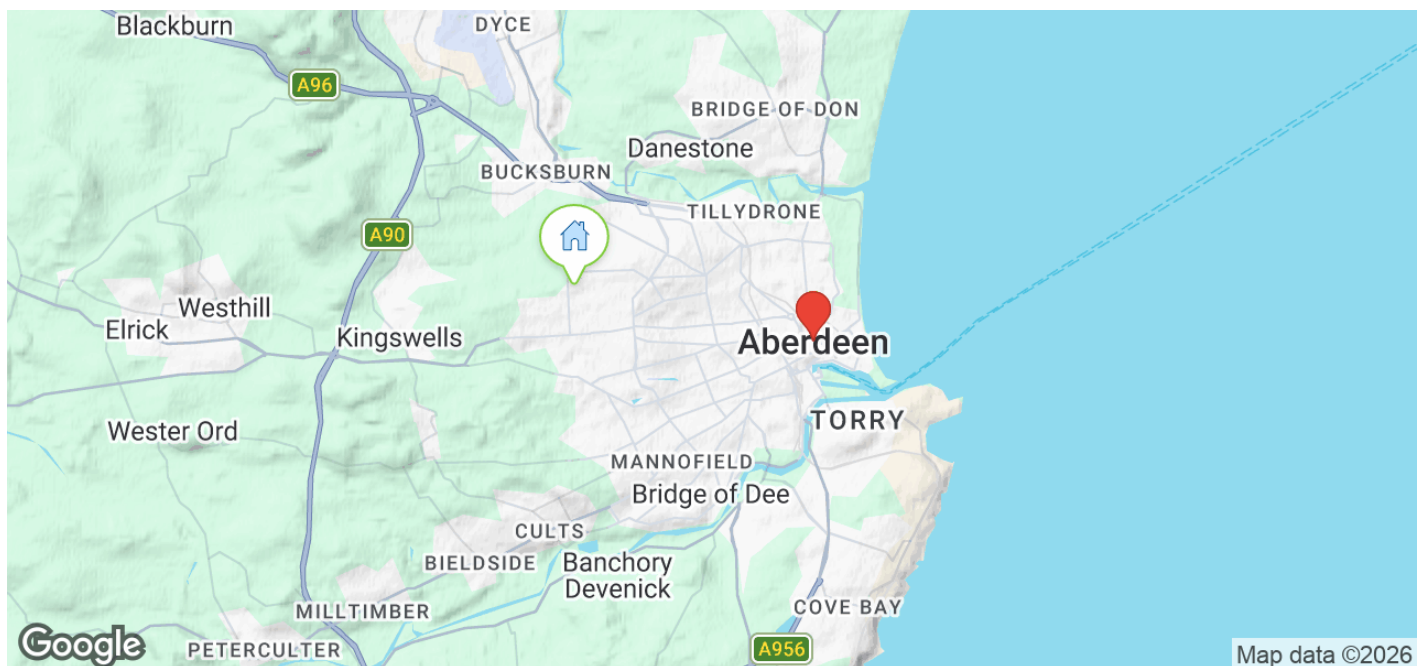 Blackburn
DYCE
A96
BRIDGE OF DON
Danestone
BUCKSBURN
TILLYDRONE
A90
Westhill
Elrick
Kingswells
Aberdeen
TORRY
Wester Ord
MANNOFIELD
Bridge of Dee
CULTS
BIELDSIDE
Banchory
Devenick
MILLTIMBER
COVE BAY
PETERCULTER
A956
Google
Map data ©2026